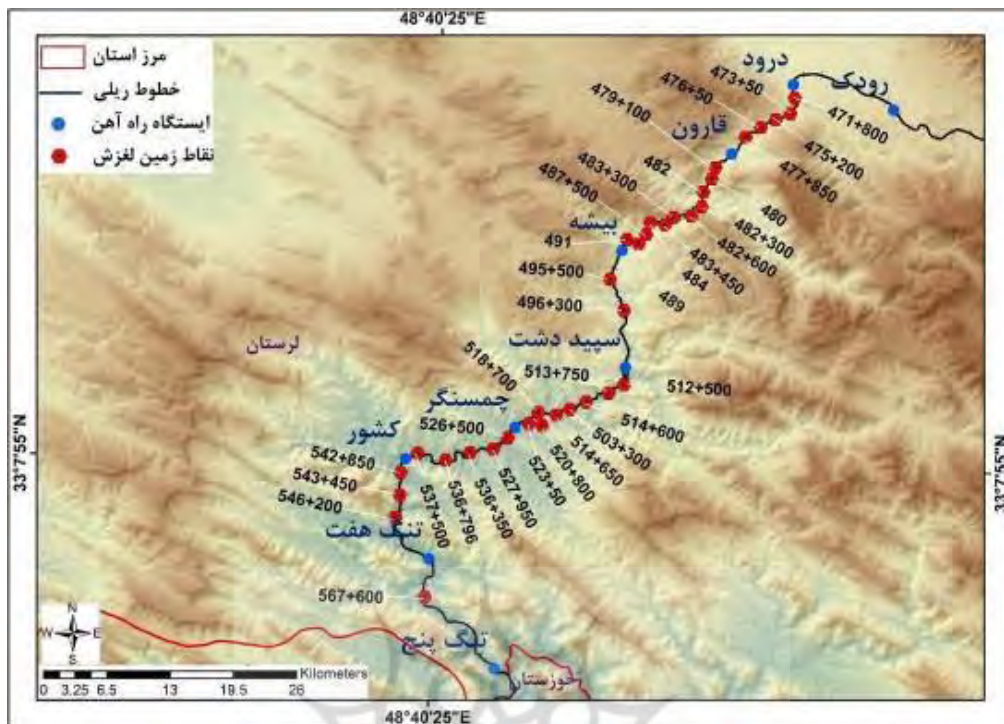 48°40'25"E
مرز استان
خطوط ریلی
ایستگاه راه آهن
نقاط زمین لغزش
درود
رودک
473+50
476+50
479+100
قارون
471+800
475+200
477+850
482
483+300
487+500
480
482+300
482+600
بیشه
491
483+450
484
489
495+500
496+300
سپید دشت
لرستان
518+700
513+750
512+500
چمسنگر
526+500
514+600
503+300
514+650
520+800
523+50
527+950
536+350
536+796
537+500
کشور
542+850
543+450
546+200
33°7'55"N
33°7'55"N
تنگ هفت
567+600
تنگ پنج
خوزستان
N
W E
S
Kilometers
0 3.25 6.5 13 19.5 26
48°40'25"E